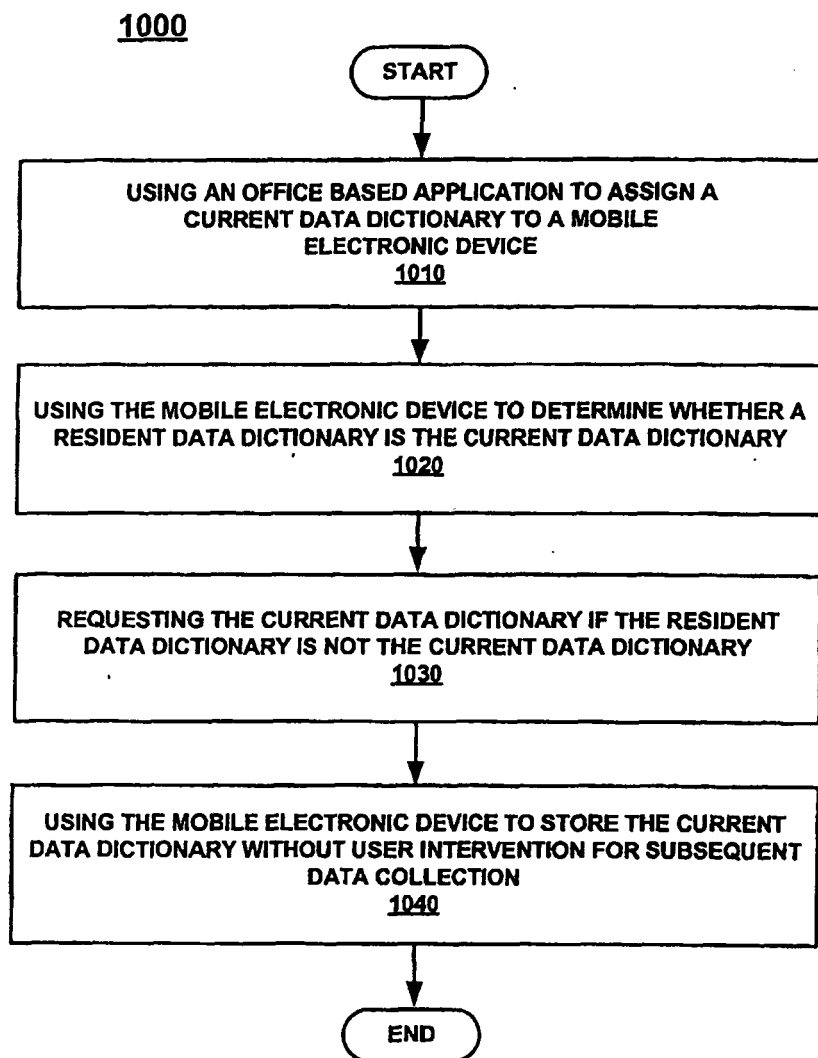 1000
START
USING AN OFFICE BASED APPLICATION TO ASSIGN A
CURRENT DATA DICTIONARY TO A MOBILE
ELECTRONIC DEVICE
1010
USING THE MOBILE ELECTRONIC DEVICE TO DETERMINE WHETHER A
RESIDENT DATA DICTIONARY IS THE CURRENT DATA DICTIONARY
1020
REQUESTING THE CURRENT DATA DICTIONARY IF THE RESIDENT
DATA DICTIONARY IS NOT THE CURRENT DATA DICTIONARY
1030
USING THE MOBILE ELECTRONIC DEVICE TO STORE THE CURRENT
DATA DICTIONARY WITHOUT USER INTERVENTION FOR SUBSEQUENT
DATA COLLECTION
1040
END